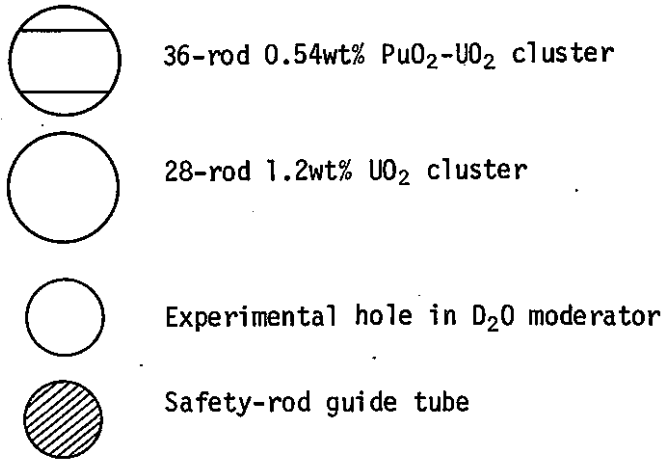 36-rod 0.54wt% PuO₂-UO₂ cluster
28-rod 1.2wt% UO₂ cluster
Experimental hole in D₂O moderator
Safety-rod guide tube